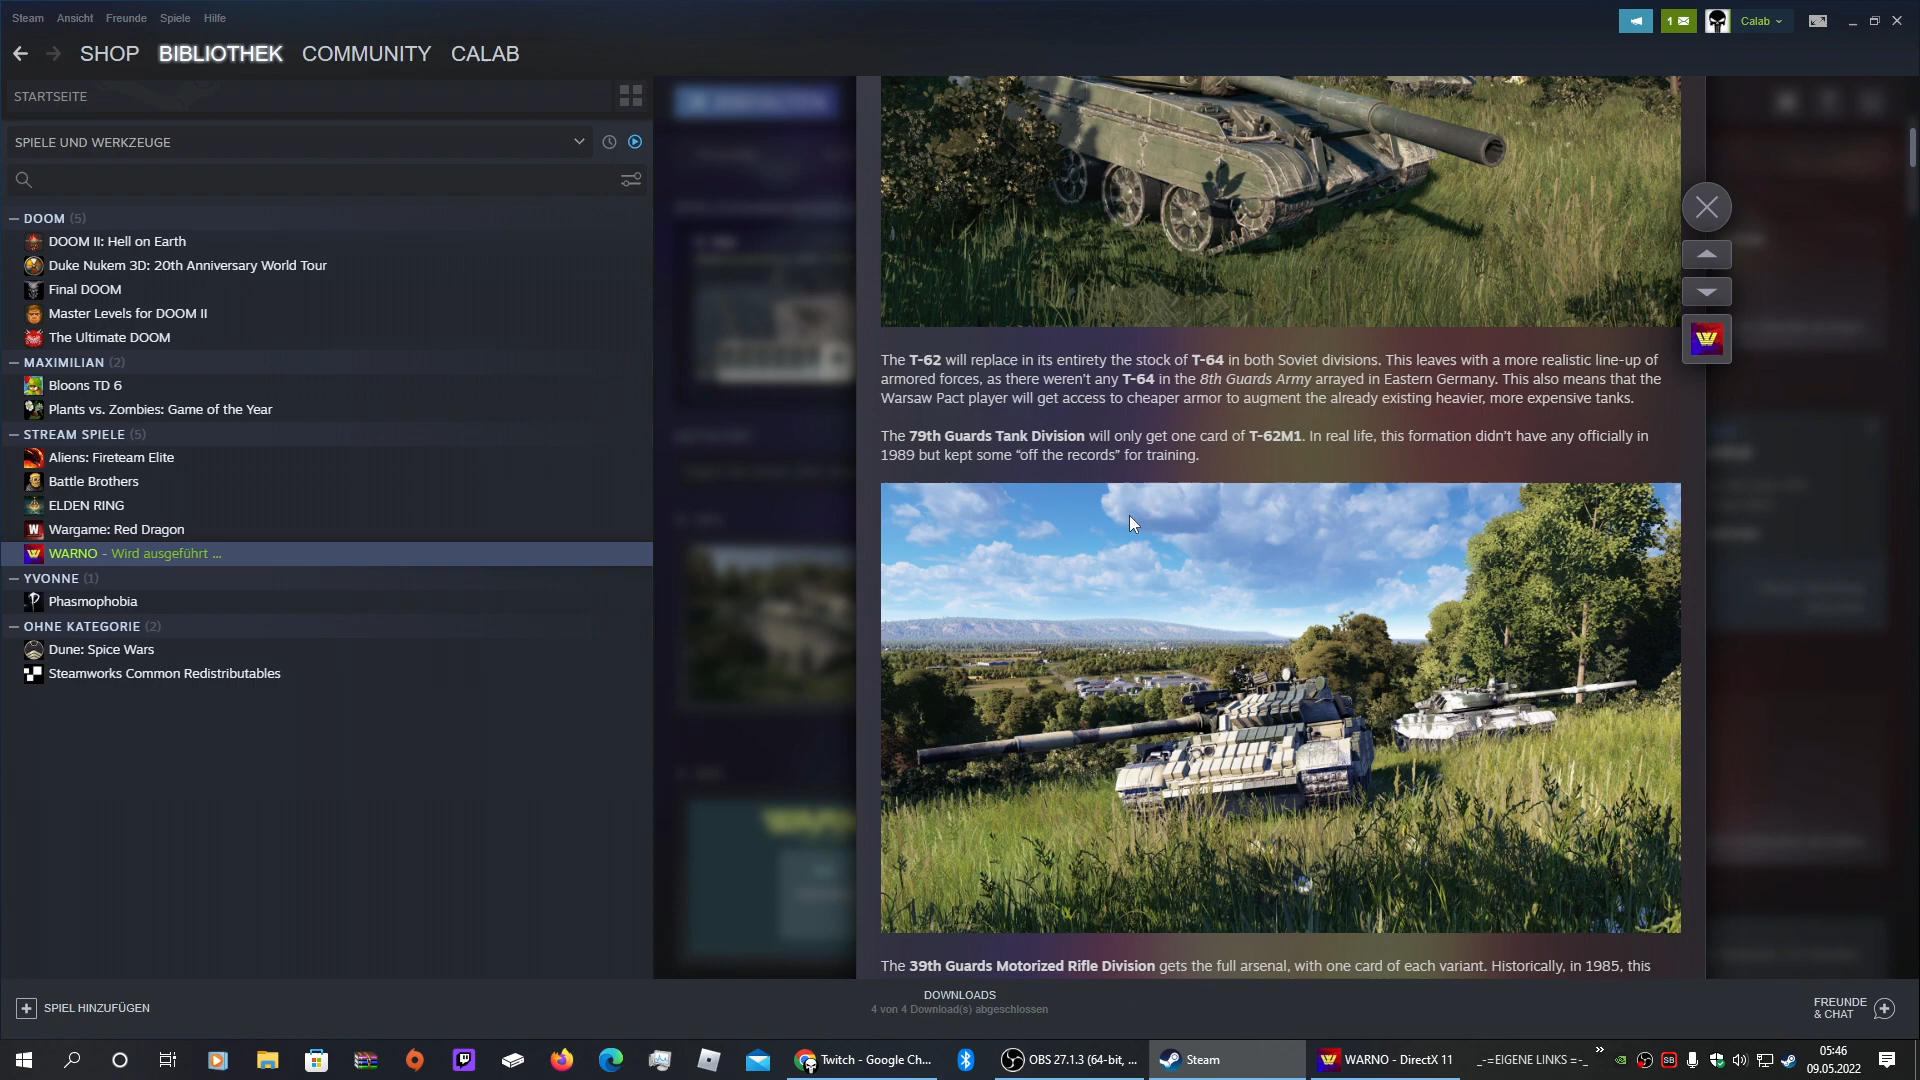 Steam Ansicht Freunde Spiele Hilfe
1
Calab
SHOP BIBLIOTHEK COMMUNITY CALAB
STARTSEITE
SPIELE UND WERKZEUGE
DOOM (5)
DOOM II: Hell on Earth
Duke Nukem 3D: 20th Anniversary World Tour
Final DOOM
Master Levels for DOOM II
The Ultimate DOOM
MAXIMILIAN (2)
Bloons TD 6
Plants vs. Zombies: Game of the Year
STREAM SPIELE (5)
Aliens: Fireteam Elite
Battle Brothers
ELDEN RING
Wargame: Red Dragon
WARNO - Wird ausgeführt ...
YVONNE (1)
Phasmophobia
OHNE KATEGORIE (2)
Dune: Spice Wars
Steamworks Common Redistributables
The T-62 will replace in its entirety the stock of T-64 in both Soviet divisions. This leaves with a more realistic line-up of
armored forces, as there weren't any T-64 in the 8th Guards Army arrayed in Eastern Germany. This also means that the
Warsaw Pact player will get access to cheaper armor to augment the already existing heavier, more expensive tanks.
The 79th Guards Tank Division will only get one card of T-62M1. In real life, this formation didn't have any officially in
1989 but kept some “off the records” for training.
The 39th Guards Motorized Rifle Division gets the full arsenal, with one card of each variant. Historically, in 1985, this
SPIEL HINZUFÜGEN
DOWNLOADS
4 von 4 Download(s) abgeschlossen
FREUNDE
& CHAT
Twitch - Google Ch...
OBS 27.1.3 (64-bit, ...
Steam
WARNO - DirectX 11
_-=EIGENE LINKS =-_
05:46
09.05.2022